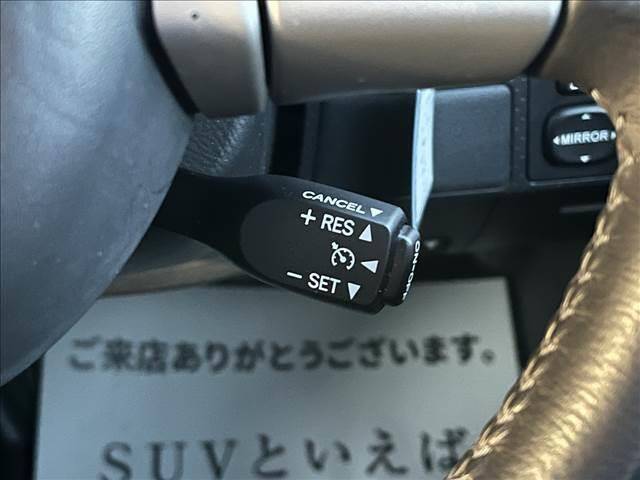 MIRROR
CANCEL ▼
+ RES ▲
◀
− SET ▼
ON·OFF
ご来店ありがとうございます。
SUVといえば